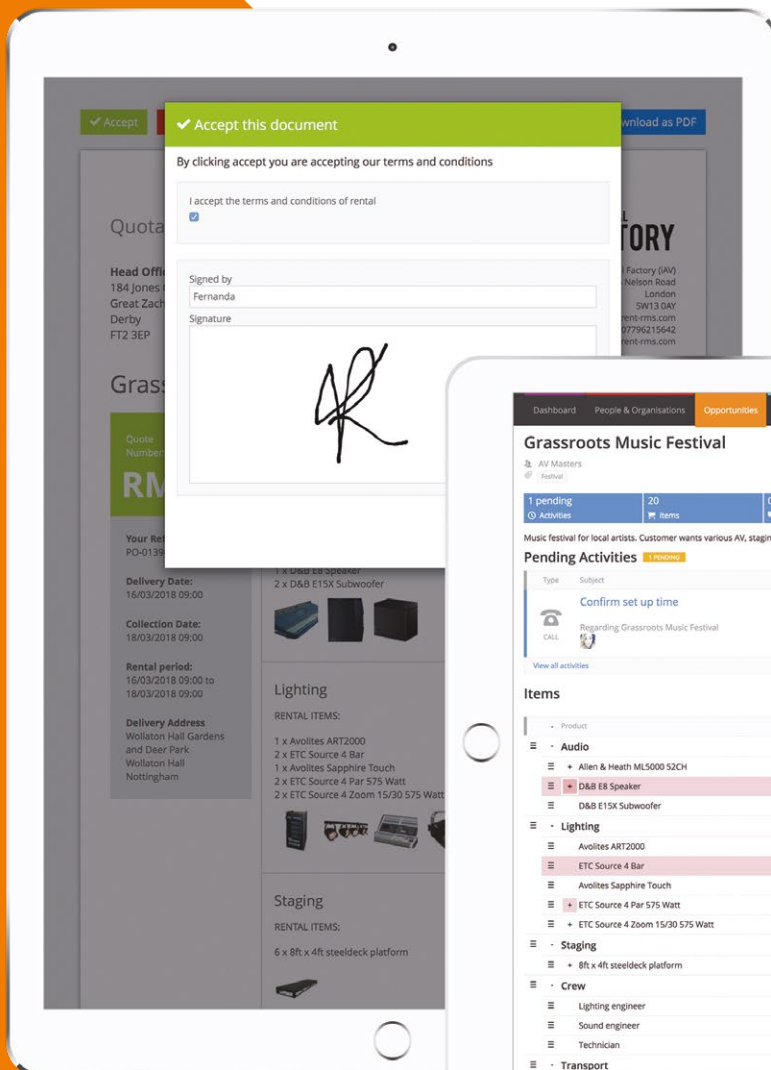 Accept
Accept this document
wnload as PDF
By clicking accept you are accepting our terms and conditions
I accept the terms and conditions of rental
Signed by
Fernanda
Signature
Quota
Head Offi
184 Jones
Great Zach
Derby
FT2 3EP
L
TORY
l Factory (iAV)
Nelson Road
London
SW13 0AY
rent-rms.com
07796215642
rent-rms.com
Grass
Quote
Number:
RM
Your Ref
PO-0139
Delivery Date:
16/03/2018 09:00
Collection Date:
18/03/2018 09:00
Rental period:
16/03/2018 09:00 to
18/03/2018 09:00
Delivery Address
Wollaton Hall Gardens
and Deer Park
Wollaton Hall
Nottingham
1 x D&B E8 Speaker
2 x D&B E15X Subwoofer
Lighting
RENTAL ITEMS:
1 x Avolites ART2000
2 x ETC Source 4 Bar
1 x Avolites Sapphire Touch
2 x ETC Source 4 Par 575 Watt
2 x ETC Source 4 Zoom 15/30 575 Watt
Staging
RENTAL ITEMS:
6 x 8ft x 4ft steeldeck platform
Dashboard People & Organisations Opportunities
Grassroots Music Festival
AV Masters
Festival
1 pending 20
Activities Items
Music festival for local artists. Customer wants various AV, stagin
Pending Activities 1 PENDING
Type Subject
Confirm set up time
CALL Regarding Grassroots Music Festival
View all activities
Items
- Product
- Audio
+ Allen & Heath ML5000 52CH
+ D&B E8 Speaker
D&B E15X Subwoofer
- Lighting
Avolites ART2000
ETC Source 4 Bar
Avolites Sapphire Touch
+ ETC Source 4 Par 575 Watt
+ ETC Source 4 Zoom 15/30 575 Watt
- Staging
+ 8ft x 4ft steeldeck platform
- Crew
Lighting engineer
Sound engineer
Technician
- Transport